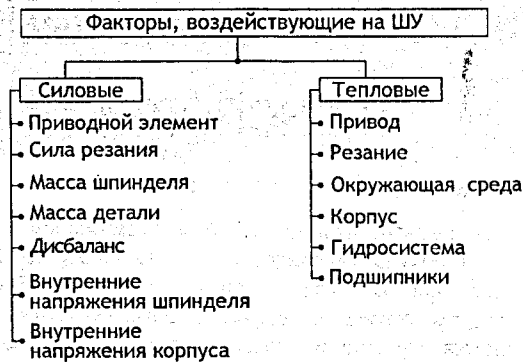 Факторы, воздействующие на ШУ
Силовые
Приводной элемент
Сила резания
Масса шпинделя
Масса детали
Дисбаланс
Внутренние
напряжения шпинделя
Внутренние
напряжения корпуса
Тепловые
Привод
Резание
Окружающая среда
Корпус
Гидросистема
Подшипники